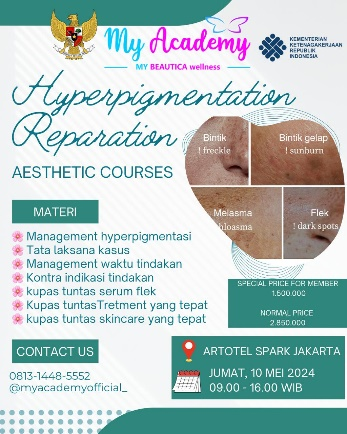 My Academy
MY BEAUTICA wellness
KEMENTERIAN
KETENAGAKERJAAN
REPUBLIK
INDONESIA
Hyperpigmentation
Reparation
AESTHETIC COURSES
Bintik
! freckle
Bintik gelap
! sunburn
Melasma
hloasma
Flek
! dark spots
MATERI
Management hyperpigmentasi
Tata laksana kasus
Management waktu tindakan
Kontra indikasi tindakan
kupas tuntas serum flek
Kupas tuntasTretment yang tepat
kupas tuntas skincare yang tepat
SPECIAL PRICE FOR MEMBER
1.500.000
NORMAL PRICE
2.850.000
CONTACT US
0813-1448-5552
@myacademyofficial_
ARTOTEL SPARK JAKARTA
JUMAT, 10 MEI 2024
09.00 - 16.00 WIB